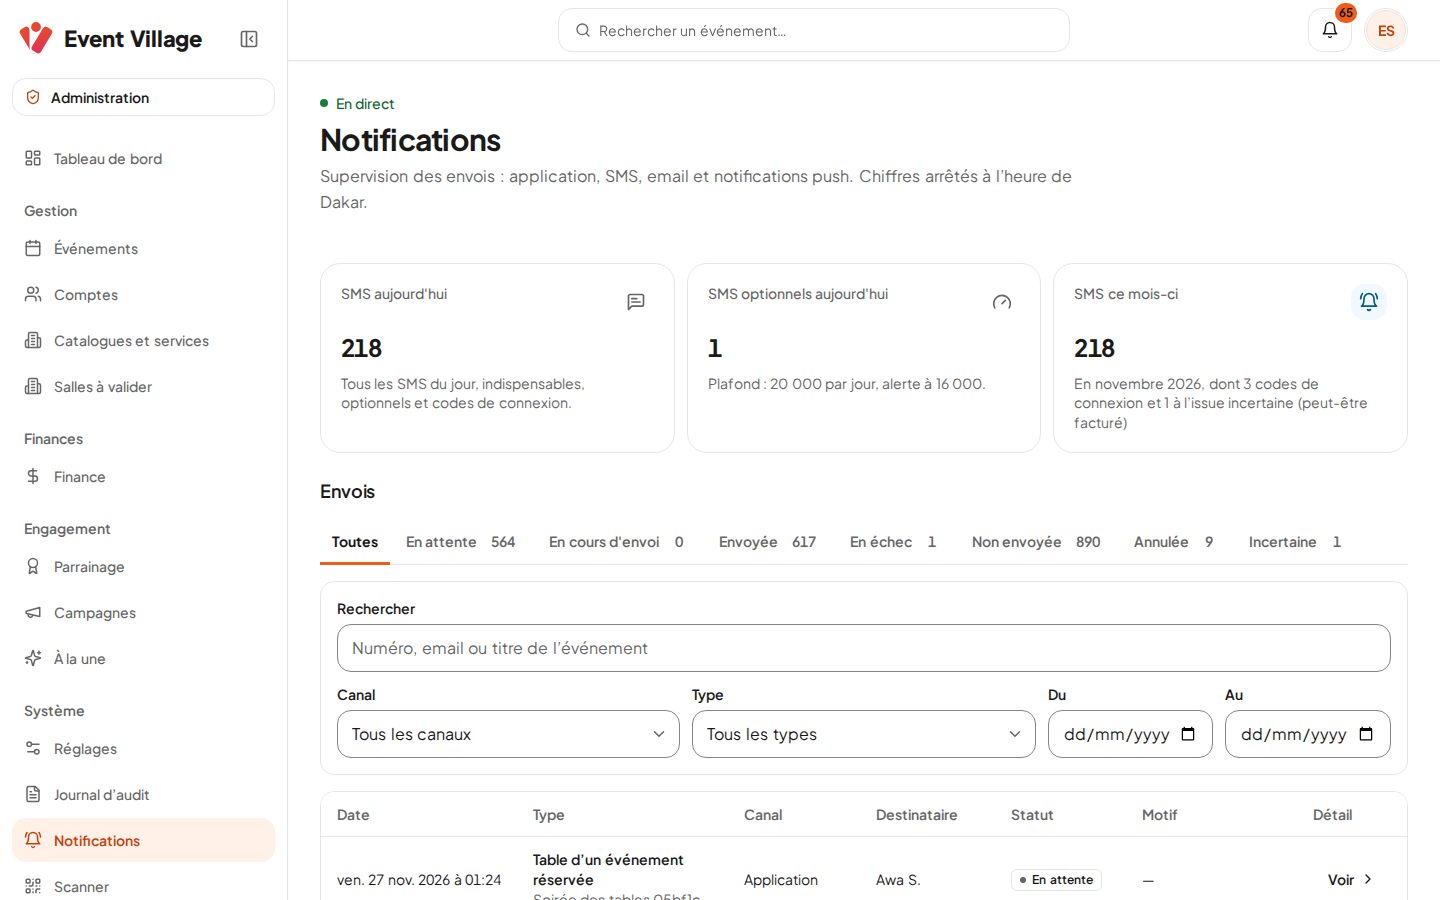 Event Village
Rechercher un événement...
65
ES
Administration
Tableau de bord
Gestion
Événements
Comptes
Catalogues et services
Salles à valider
Finances
Finance
Engagement
Parrainage
Campagnes
À la une
Système
Réglages
Journal d’audit
Notifications
Scanner
En direct
Notifications
Supervision des envois : application, SMS, email et notifications push. Chiffres arrêtés à l’heure de
Dakar.
SMS aujourd'hui
218
Tous les SMS du jour, indispensables,
optionnels et codes de connexion.
SMS optionnels aujourd'hui
1
Plafond : 20 000 par jour, alerte à 16 000.
SMS ce mois-ci
218
En novembre 2026, dont 3 codes de
connexion et 1 à l’issue incertaine (peut-être
facturé)
Envois
Toutes En attente 564 En cours d'envoi 0 Envoyée 617 En échec 1 Non envoyée 890 Annulée 9 Incertaine 1
Rechercher
Numéro, email ou titre de l’événement
Canal Type Du Au
Tous les canaux Tous les types dd/mm/yyyy dd/mm/yyyy
Date Type Canal Destinataire Statut Motif Détail
Table d’un événement
réservée
ven. 27 nov. 2026 à 01:24 Application Awa S. En attente — Voir
Soirée des tables 05bf1c